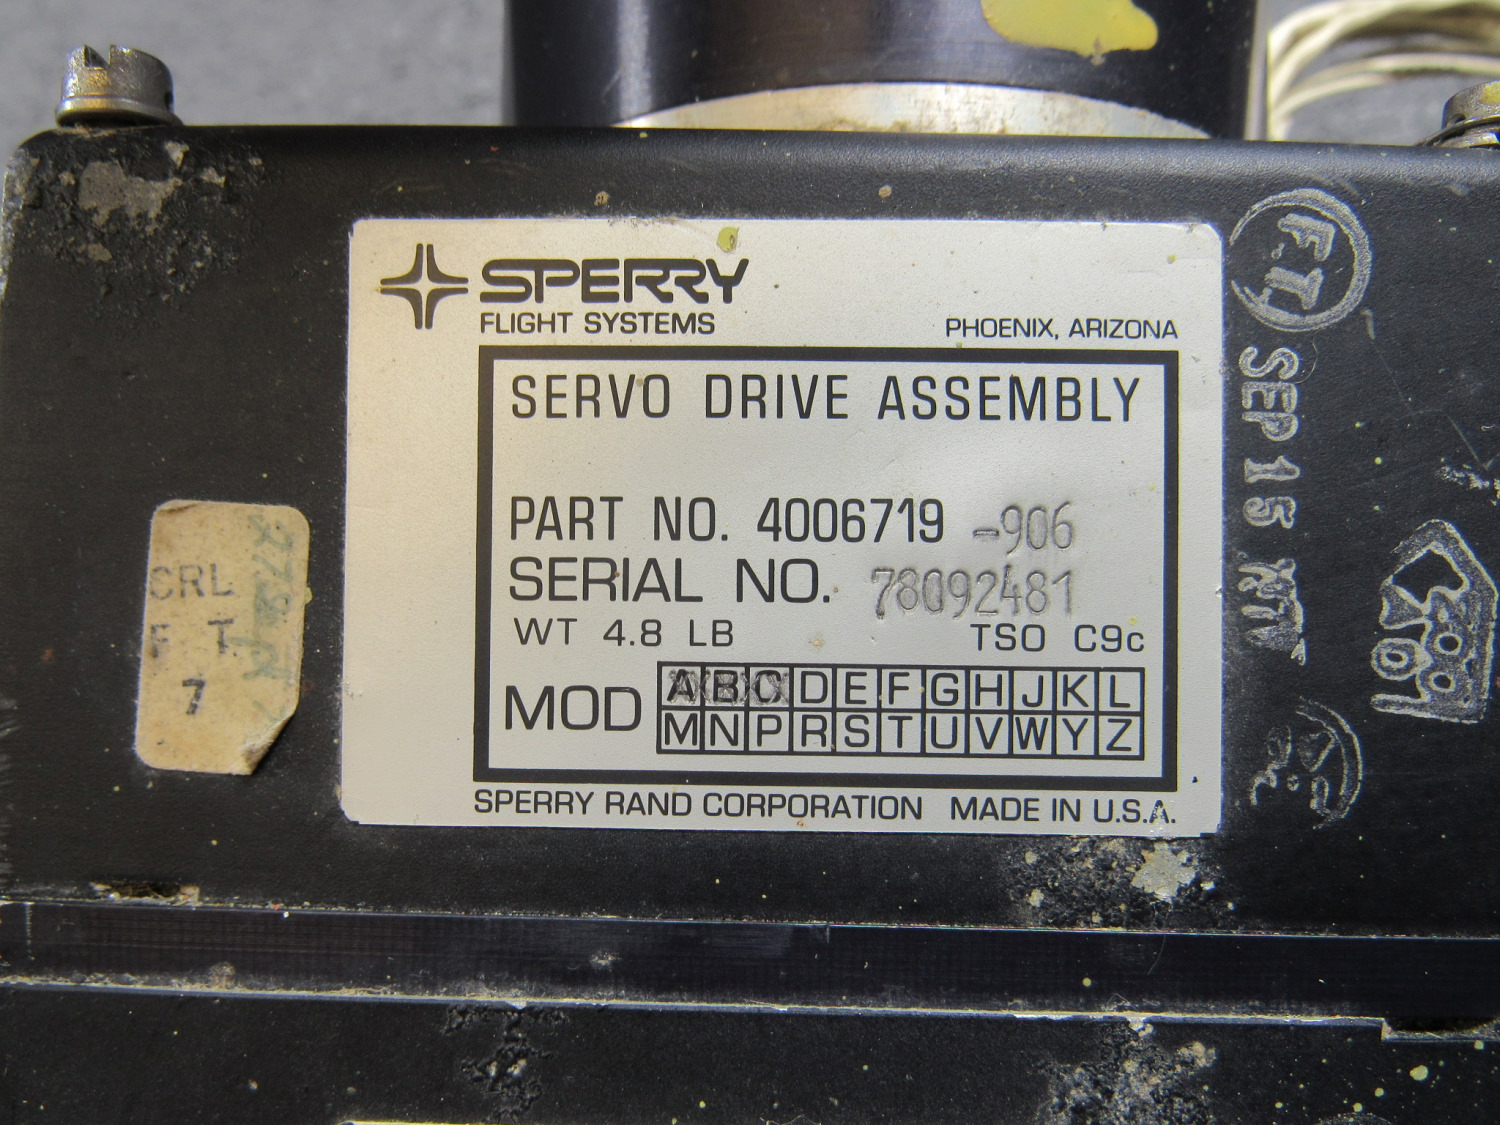 SPERRY
FLIGHT SYSTEMS
PHOENIX, ARIZONA
SERVO DRIVE ASSEMBLY
PART NO. 4006719 -906
SERIAL NO. 78092481
WT 4.8 LB TSO C9c
MOD A B C D E F G H J K L
M N P R S T U V W Y Z
SPERRY RAND CORPORATION MADE IN U.S.A.
CRL
F T
7
F.T.
SEP 15